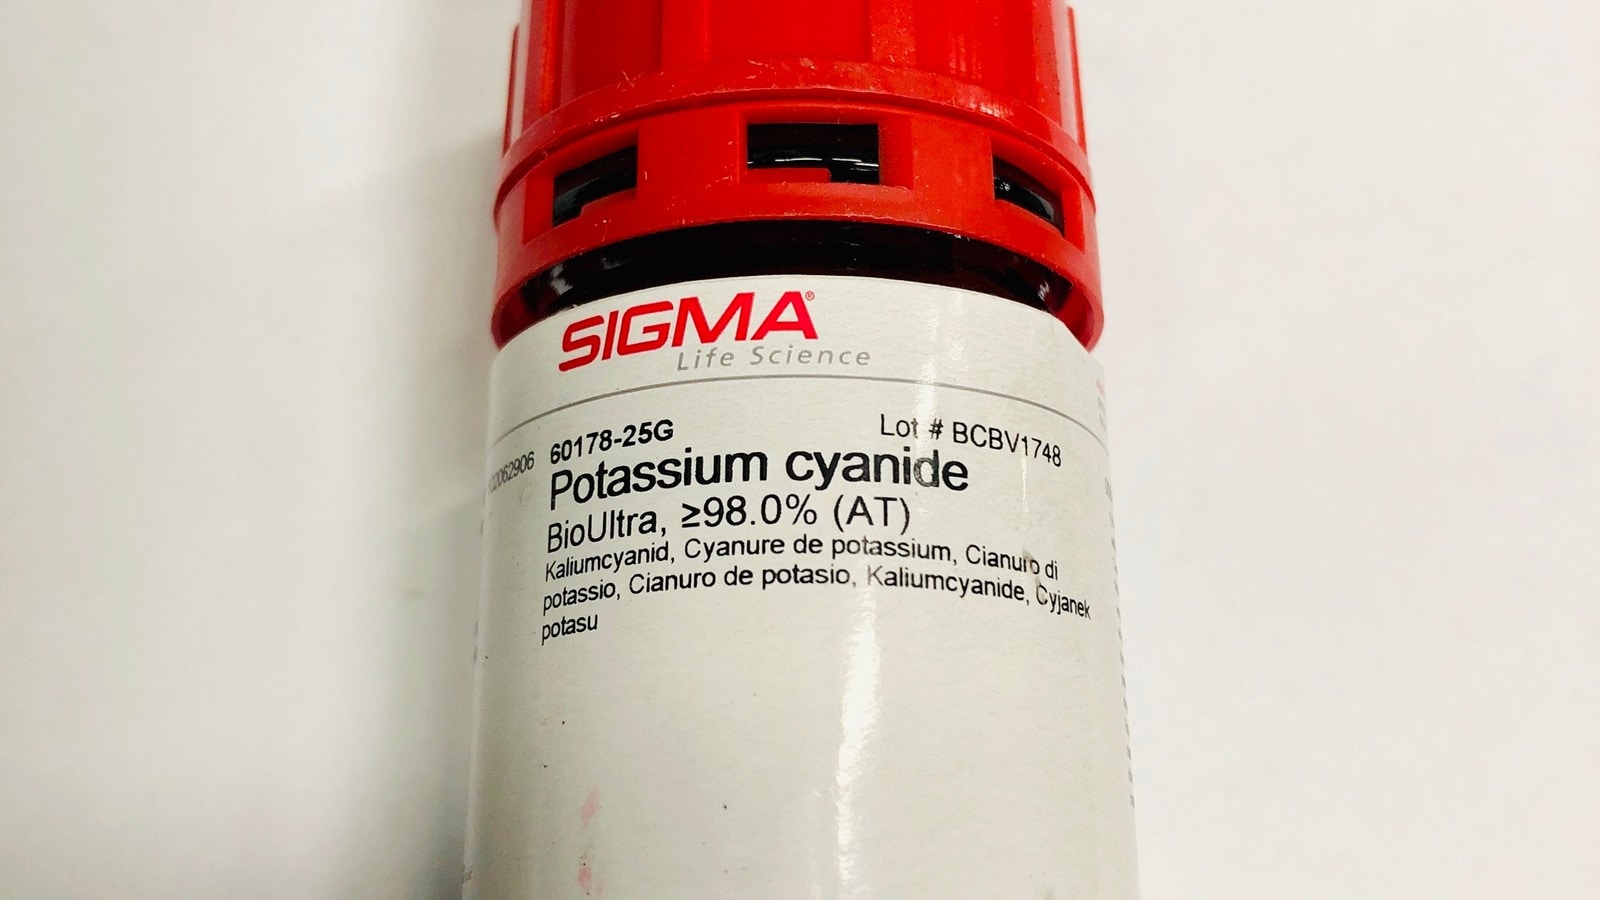 SIGMA®
Life Science
60178-25G
Lot # BCBV1748
Potassium cyanide
BioUltra, ≥98.0% (AT)
Kaliumcyanid, Cyanure de potassium, Cianuro di
potassio, Cianuro de potasio, Kaliumcyanide, Cyjanek
potasu